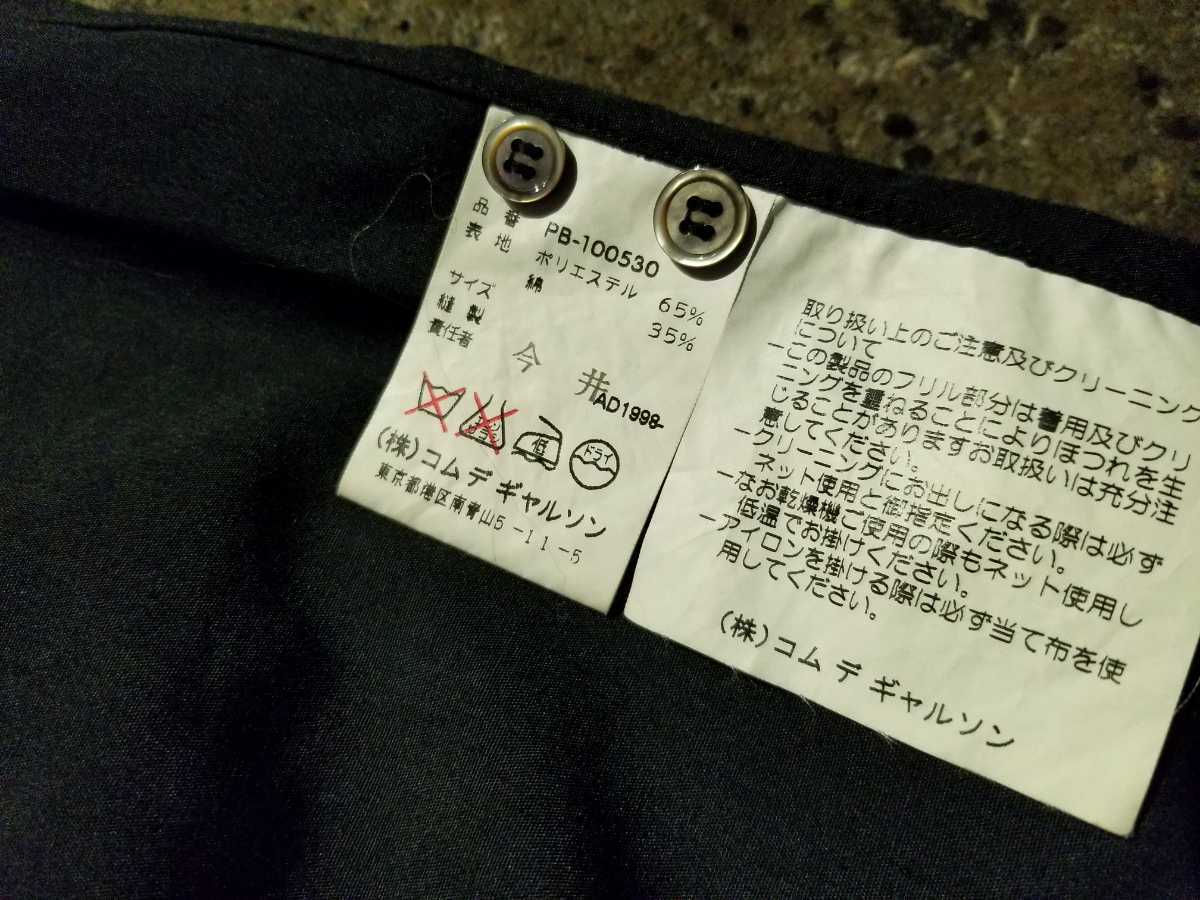 品番 PB-100530
表地 ポリエステル 65%
綿 35%
サイズ
縫製
責任者 今井
AD1998-
エンソ
サラシ
低
ドライ
(株)コム デ ギャルソン
東京都港区南青山5-11-5
取り扱い上のご注意及びクリーニング
について
ーこの製品のフリル部分は着用及びクリ
ニングを重ねることによりほつれを生
じることがありますお取扱いは充分注
意してください。
ークリーニングにお出しになる際は必ず
ネット使用と御指定ください。
ーなお乾燥機ご使用の際もネット使用し
低温でお掛けください。
ーアイロンを掛ける際は必ず当て布を使
用してください。
(株)コム デ ギャルソン